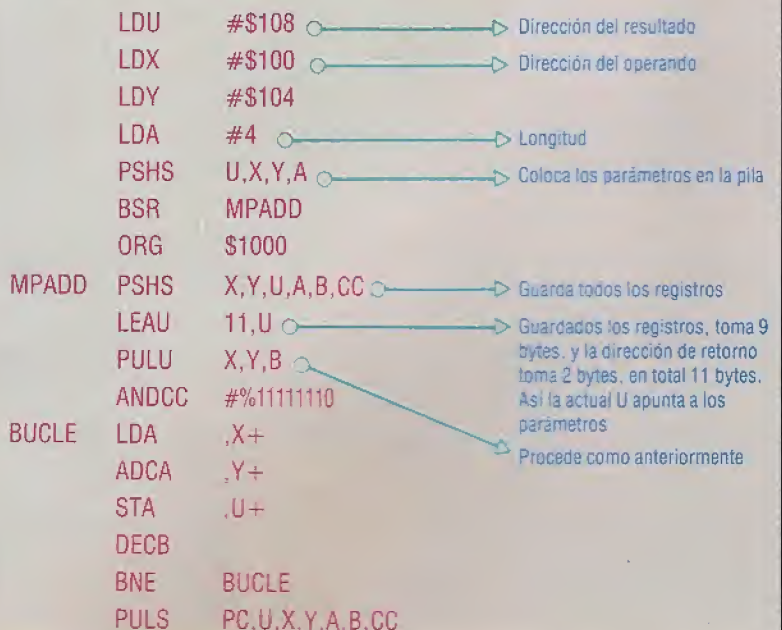 LDU #$108 Dirección del resultado
LDX #$100 Dirección del operando
LDY #$104
LDA #4 Longitud
PSHS U,X,Y,A Coloca los parámetros en la pila
BSR MPADD
ORG $1000
MPADD PSHS X,Y,U,A,B,CC Guarda todos los registros
LEAU 11,U Guardados los registros, toma 9
bytes, y la dirección de retorno
PULU X,Y,B toma 2 bytes, en total 11 bytes.
ANDCC #%11111110 Así la actual U apunta a los
parámetros
BUCLE LDA ,X+
Procede como anteriormente
ADCA ,Y+
STA ,U+
DECB
BNE BUCLE
PULS PC,U,X,Y,A,B,CC